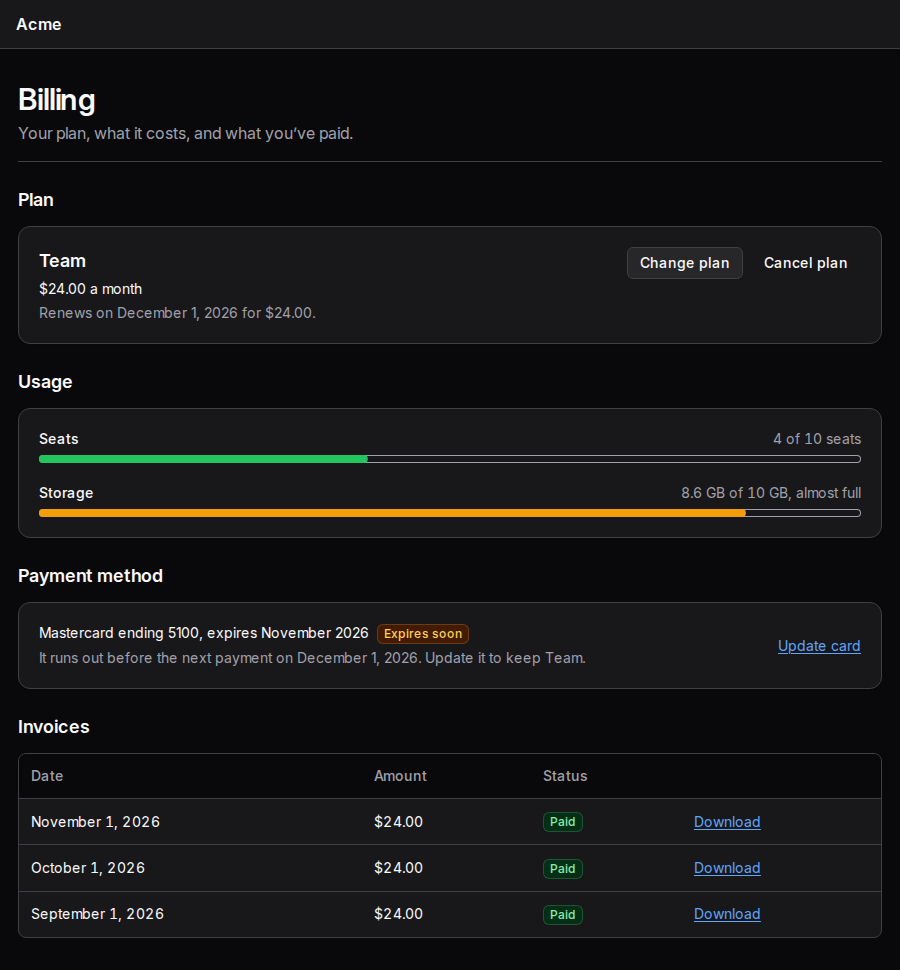 Acme
Billing
Your plan, what it costs, and what you’ve paid.
Plan
Team
Change plan
Cancel plan
$24.00 a month
Renews on December 1, 2026 for $24.00.
Usage
Seats
4 of 10 seats
Storage
8.6 GB of 10 GB, almost full
Payment method
Mastercard ending 5100, expires November 2026 Expires soon
It runs out before the next payment on December 1, 2026. Update it to keep Team.
Update card
Invoices
Date Amount Status
November 1, 2026 $24.00 Paid Download
October 1, 2026 $24.00 Paid Download
September 1, 2026 $24.00 Paid Download